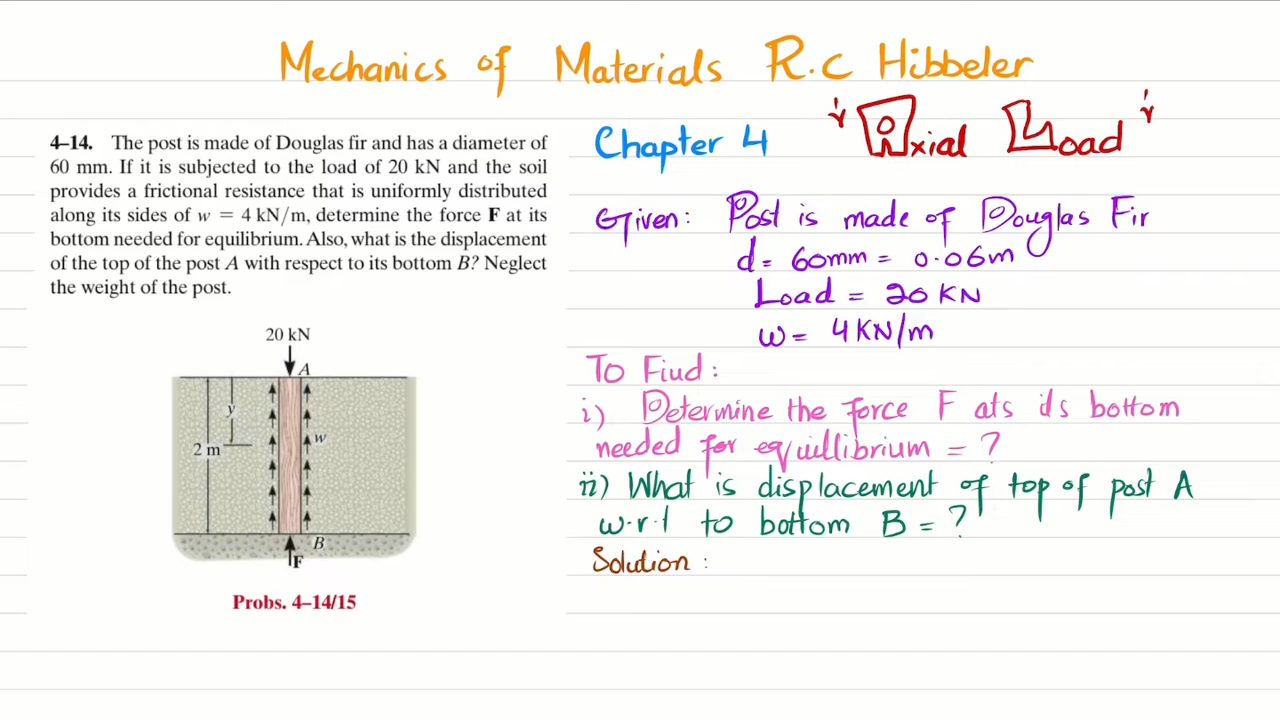 Mechanics of Materials R.C Hibbeler
4–14. The post is made of Douglas fir and has a diameter of
60 mm. If it is subjected to the load of 20 kN and the soil
provides a frictional resistance that is uniformly distributed
along its sides of w = 4 kN/m, determine the force F at its
bottom needed for equilibrium. Also, what is the displacement
of the top of the post A with respect to its bottom B? Neglect
the weight of the post.
20 kN
A
y
w
2 m
B
F
Probs. 4–14/15
Chapter 4 Axial Load
Given: Post is made of Douglas Fir
d = 60mm = 0.06m
Load = 20 KN
w = 4 KN/m
To Find:
i) Determine the force F ats its bottom
needed for equillibrium = ?
ii) What is displacement of top of post A
w.r.t to bottom B = ?
Solution: